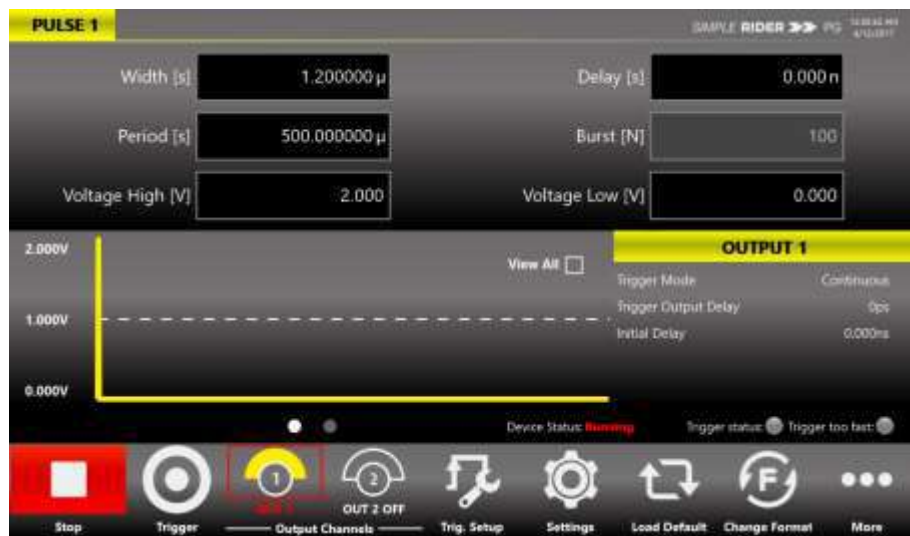 PULSE 1
SIMPLE RIDER PG
Width [s] 1.200000 µ Delay [s] 0.000 n
Period [s] 500.000000 µ Burst [N] 100
Voltage High [V] 2.000 Voltage Low [V] 0.000
2.000V
View All
OUTPUT 1
Trigger Mode Continuous
Trigger Output Delay 0ps
1.000V
Initial Delay 0.000ns
0.000V
Device Status: Running Trigger status: Trigger too fast:
1
2
F
OUT 2 OFF
Stop Trigger Output Channels Trig. Setup Settings Load Default Change Format More